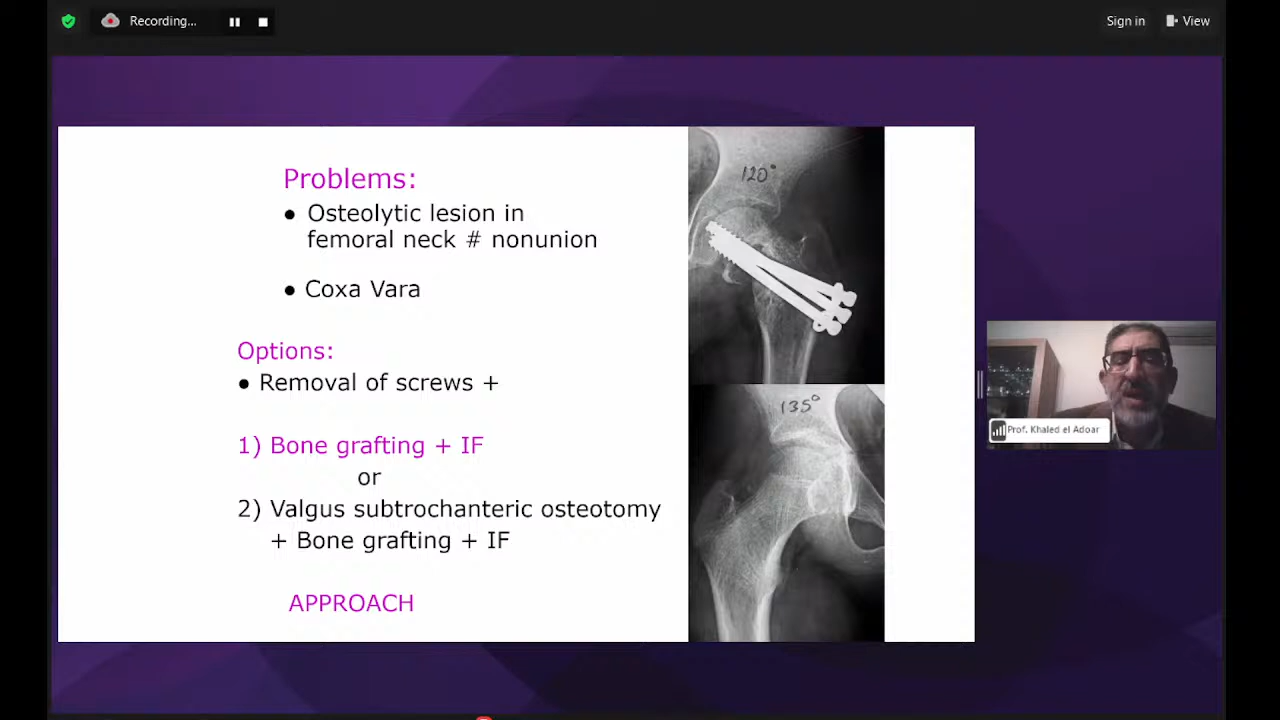 Recording...
Sign in
View
Problems:
● Osteolytic lesion in
femoral neck # nonunion
● Coxa Vara
Options:
● Removal of screws +
1) Bone grafting + IF
or
2) Valgus subtrochanteric osteotomy
+ Bone grafting + IF
APPROACH
120°
135°
Prof. Khaled el Adoar